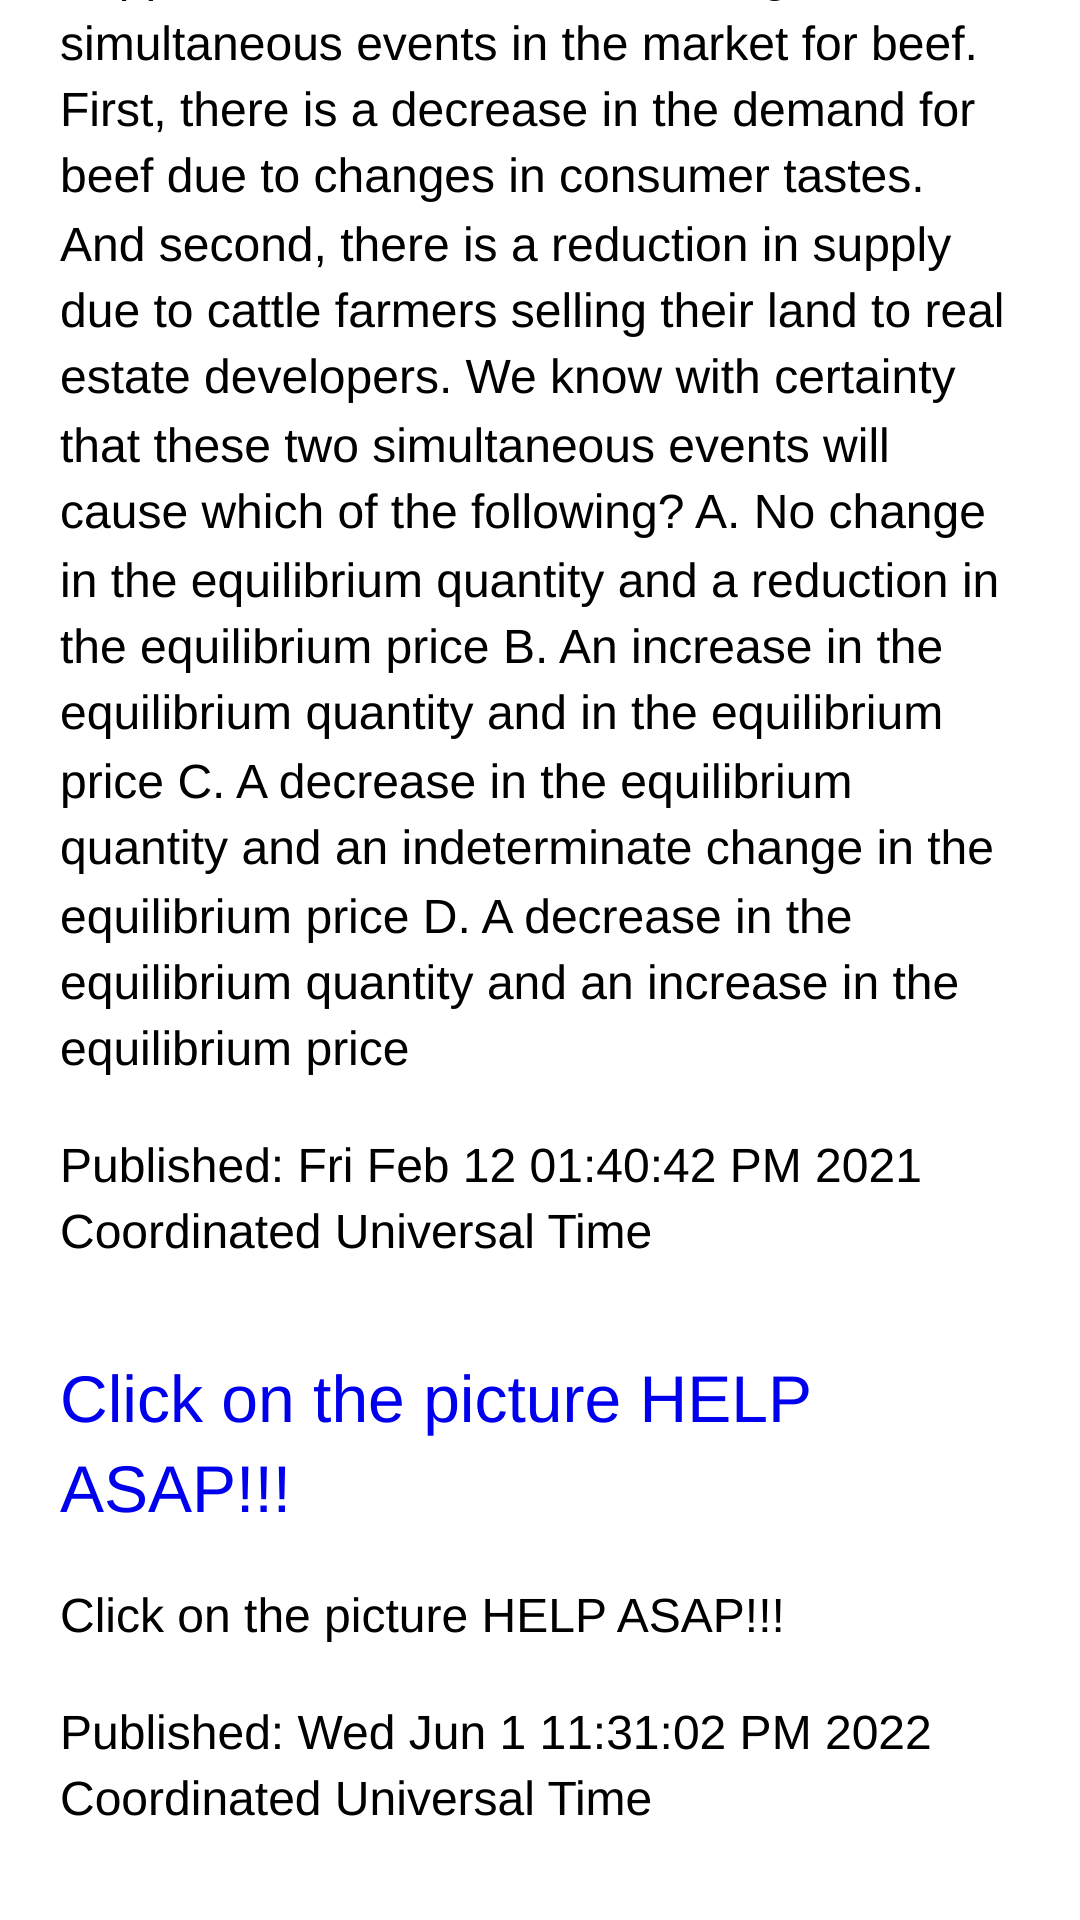 simultaneous events in the market for beef.
First, there is a decrease in the demand for
beef due to changes in consumer tastes.
And second, there is a reduction in supply
due to cattle farmers selling their land to real
estate developers. We know with certainty
that these two simultaneous events will
cause which of the following? A. No change
in the equilibrium quantity and a reduction in
the equilibrium price B. An increase in the
equilibrium quantity and in the equilibrium
price C. A decrease in the equilibrium
quantity and an indeterminate change in the
equilibrium price D. A decrease in the
equilibrium quantity and an increase in the
equilibrium price
Published: Fri Feb 12 01:40:42 PM 2021
Coordinated Universal Time
Click on the picture HELP
ASAP!!!
Click on the picture HELP ASAP!!!
Published: Wed Jun 1 11:31:02 PM 2022
Coordinated Universal Time